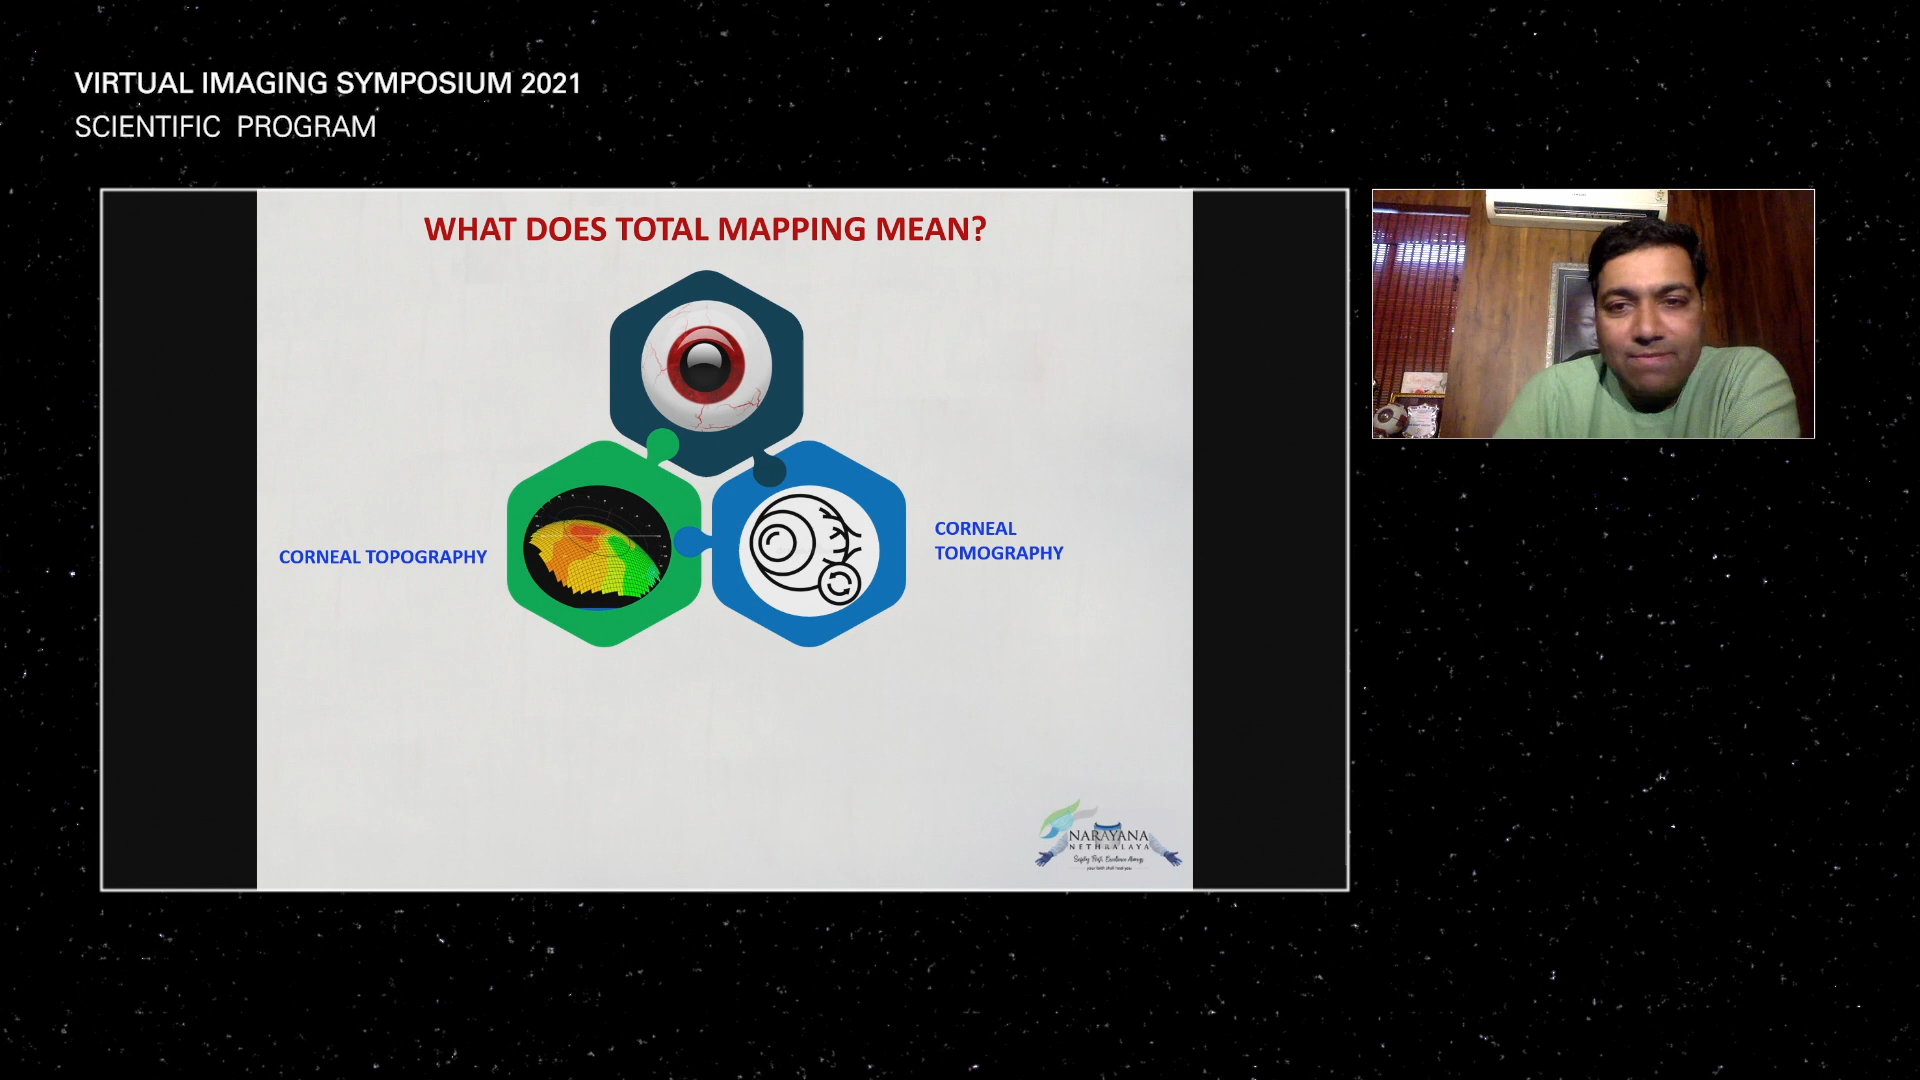 VIRTUAL IMAGING SYMPOSIUM 2021
SCIENTIFIC PROGRAM
WHAT DOES TOTAL MAPPING MEAN?
CORNEAL TOPOGRAPHY
CORNEAL
TOMOGRAPHY
NARAYANA
NETHRALAYA